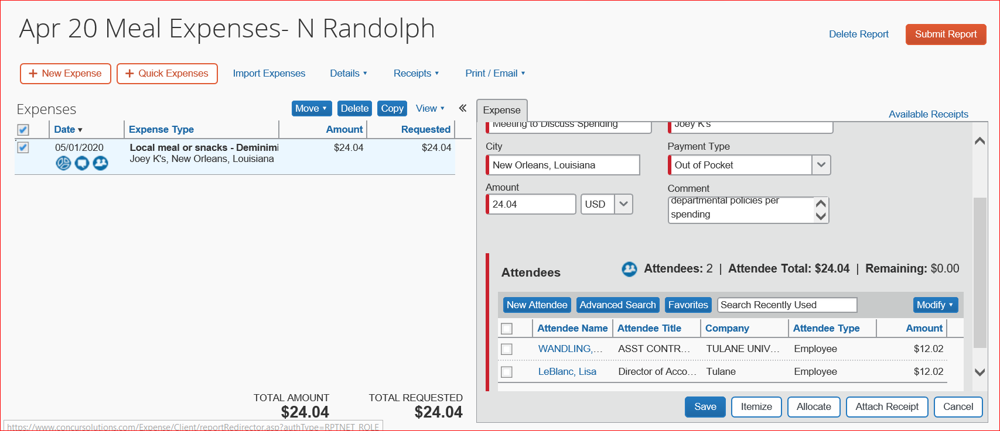 Apr 20 Meal Expenses- N Randolph
Delete Report
Submit Report
+ New Expense
+ Quick Expenses
Import Expenses
Details
Receipts
Print / Email
Expenses
Move
Delete
Copy
View
Date
Expense Type
Amount
Requested
05/01/2020
Local meal or snacks - Deminimi
$24.04
$24.04
Joey K's, New Orleans, Louisiana
TOTAL AMOUNT
$24.04
TOTAL REQUESTED
$24.04
https://www.concursolutions.com/Expense/Client/reportRedirector.asp?authType=RPTNET_ROLE
Expense
Available Receipts
Meeting to Discuss Spending
Joey K's
City
New Orleans, Louisiana
Payment Type
Out of Pocket
Amount
24.04
USD
Comment
departmental policies per
spending
Attendees
Attendees: 2 | Attendee Total: $24.04 | Remaining: $0.00
New Attendee
Advanced Search
Favorites
Search Recently Used
Modify
Attendee Name
Attendee Title
Company
Attendee Type
Amount
WANDLING,...
ASST CONTR...
TULANE UNIV...
Employee
$12.02
LeBlanc, Lisa
Director of Acco...
Tulane
Employee
$12.02
Save
Itemize
Allocate
Attach Receipt
Cancel